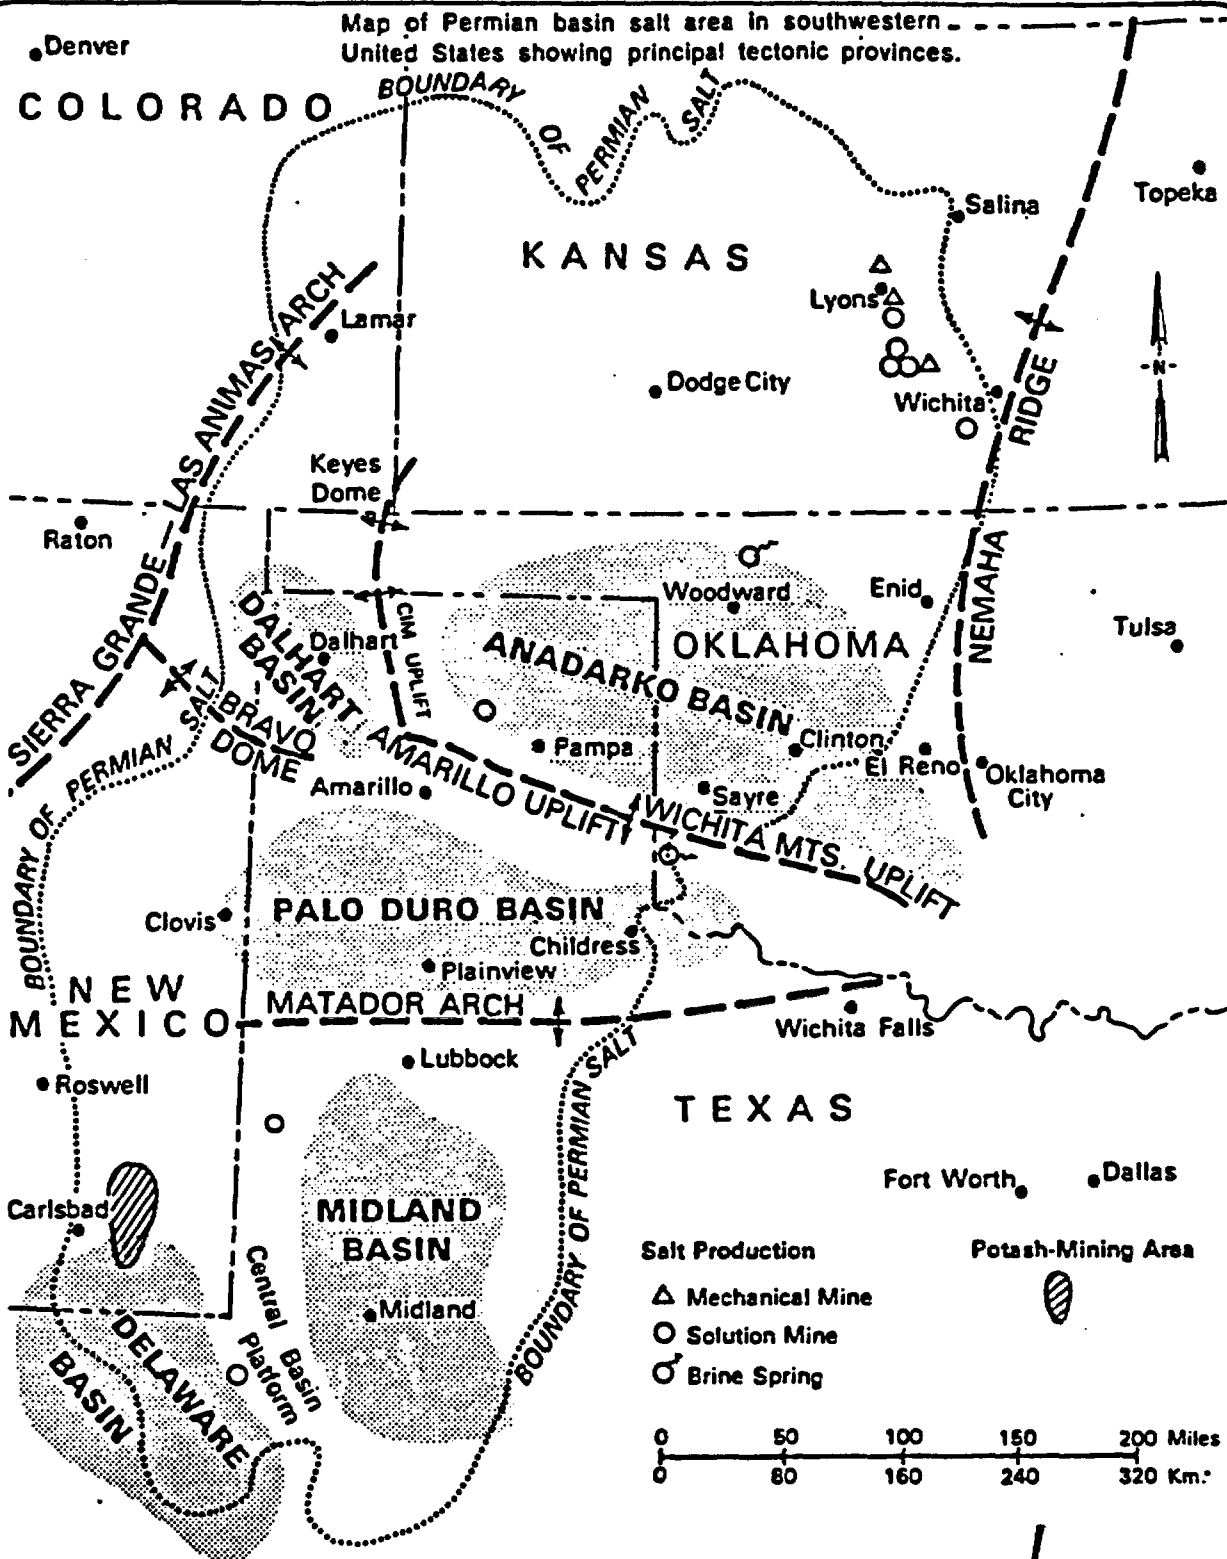 Map of Permian basin salt area in southwestern
United States showing principal tectonic provinces.
Denver
COLORADO
BOUNDARY
OF
PERMIAN
SALT
Topeka
Salina
KANSAS
Lyons
LAS ANIMAS ARCH
Lamar
Dodge City
Wichita
RIDGE
-N-
Keyes
Dome
Raton
SIERRA GRANDE
NEMAHA
Woodward
Enid
Tulsa
DALHART
BASIN
Dalhart
CIM UPLIFT
OKLAHOMA
ANADARKO BASIN
BRAVO
DOME
BOUNDARY OF PERMIAN SALT
Pampa
Clinton
El Reno
Oklahoma
City
Amarillo
AMARILLO UPLIFT
Sayre
WICHITA MTS. UPLIFT
Clovis
PALO DURO BASIN
Childress
Plainview
NEW
MEXICO
MATADOR ARCH
Wichita Falls
Lubbock
Roswell
TEXAS
BOUNDARY OF PERMIAN SALT
Fort Worth
Dallas
Carlsbad
MIDLAND
BASIN
Midland
Central Basin
Platform
DELAWARE
BASIN
Salt Production
Mechanical Mine
Solution Mine
Brine Spring
Potash-Mining Area
0 50 100 150 200 Miles
0 80 160 240 320 Km.